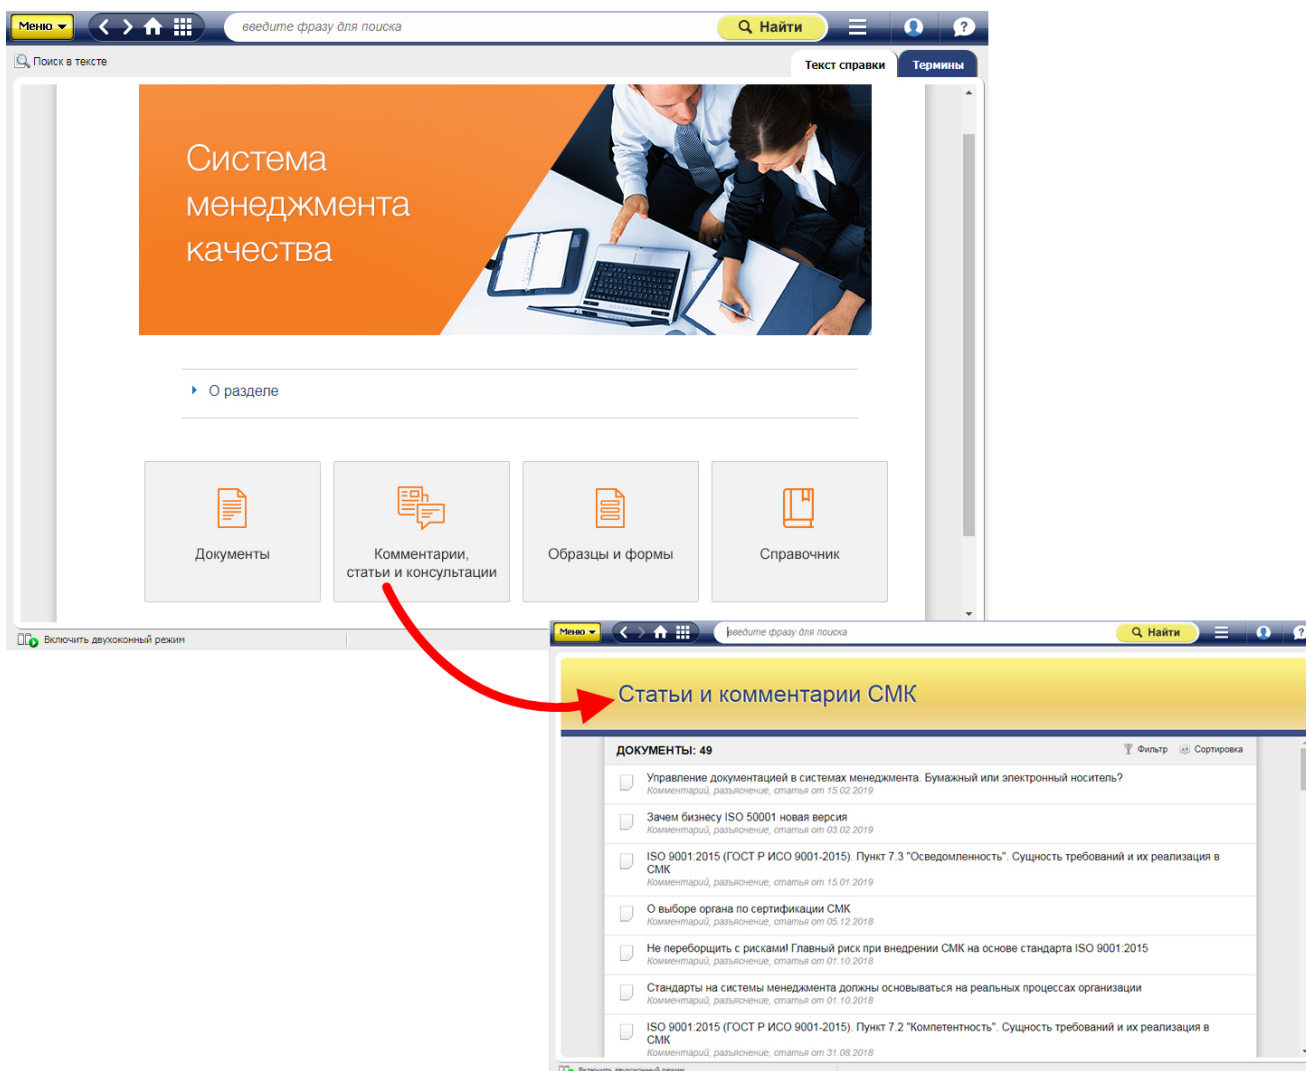 Меню
введите фразу для поиска
Найти
?
Поиск в тексте
Текст справки
Термины
Система
менеджмента
качества
О разделе
Документы
Комментарии,
статьи и консультации
Образцы и формы
Справочник
Включить двухоконный режим
Меню
введите фразу для поиска
Найти
?
Статьи и комментарии СМК
ДОКУМЕНТЫ: 49
Фильтр
Сортировка
Управление документацией в системах менеджмента. Бумажный или электронный носитель?
Комментарий, разъяснение, статья от 15.02.2019
Зачем бизнесу ISO 50001 новая версия
Комментарий, разъяснение, статья от 03.02.2019
ISO 9001:2015 (ГОСТ Р ИСО 9001-2015). Пункт 7.3 "Осведомленность". Сущность требований и их реализация в
СМК
Комментарий, разъяснение, статья от 15.01.2019
О выборе органа по сертификации СМК
Комментарий, разъяснение, статья от 05.12.2018
Не переборщить с рисками! Главный риск при внедрении СМК на основе стандарта ISO 9001:2015
Комментарий, разъяснение, статья от 01.10.2018
Стандарты на системы менеджмента должны основываться на реальных процессах организации
Комментарий, разъяснение, статья от 01.10.2018
ISO 9001:2015 (ГОСТ Р ИСО 9001-2015). Пункт 7.2 "Компетентность". Сущность требований и их реализация в
СМК
Комментарий, разъяснение, статья от 31.08.2018
Включить двухоконный режим